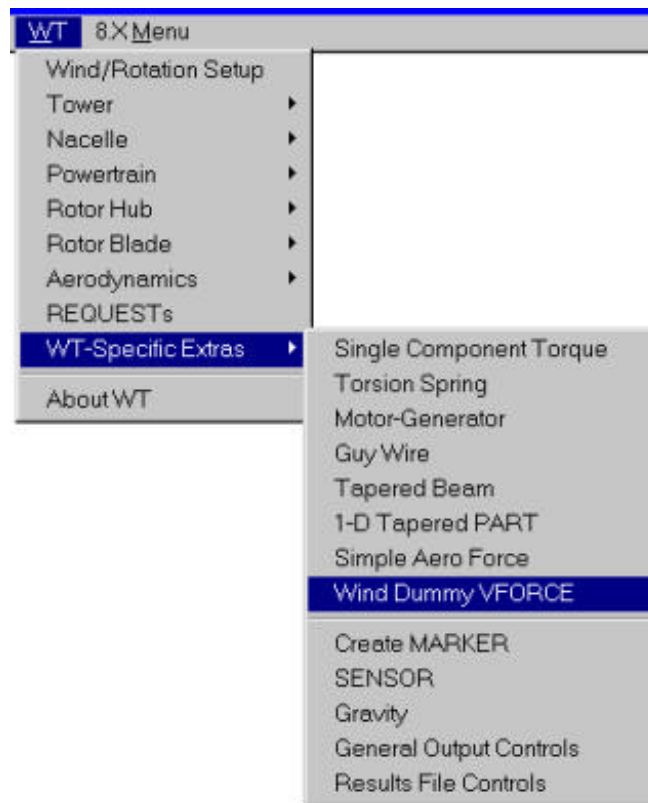 WT 8.X Menu
Wind/Rotation Setup
Tower
Nacelle
Powertrain
Rotor Hub
Rotor Blade
Aerodynamics
REQUESTs
WT-Specific Extras
About WT
Single Component Torque
Torsion Spring
Motor-Generator
Guy Wire
Tapered Beam
1-D Tapered PART
Simple Aero Force
Wind Dummy VFORCE
Create MARKER
SENSOR
Gravity
General Output Controls
Results File Controls